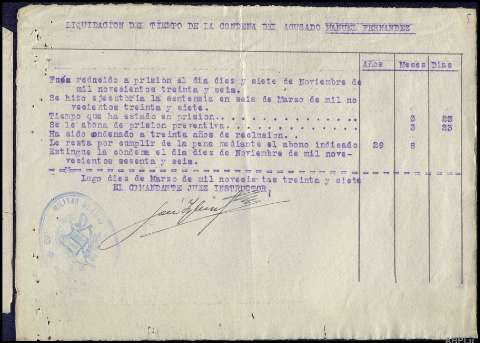 LIQUIDACION DEL TIEMPO DE LA CONDENA DEL ACUSADO MANUEL FERNANDEZ
Años Meses Dias
Fué reducido a prision el dia diez y siete de Noviembre de
mil novecientos treinta y seis.
Se hizo ejecutoria la sentencia en seis de Marzo de mil no
vecientos treinta y siete.
Tiempo que ha estado en prision 3 23
Se le abona de prision preventiva. 3 23
Ha sido condenado a treinta años de reclusion.
Le resta por cumplir de la pena mediante el abono indicado 29 8
Extingue la condena el dia diez de Noviembre de mil nove-
vecientos sesenta y seis.
Lugo diez de Marzo de mil novecientos treinta y siete
EL COMANDANTE JUEZ INSTRUCTOR,